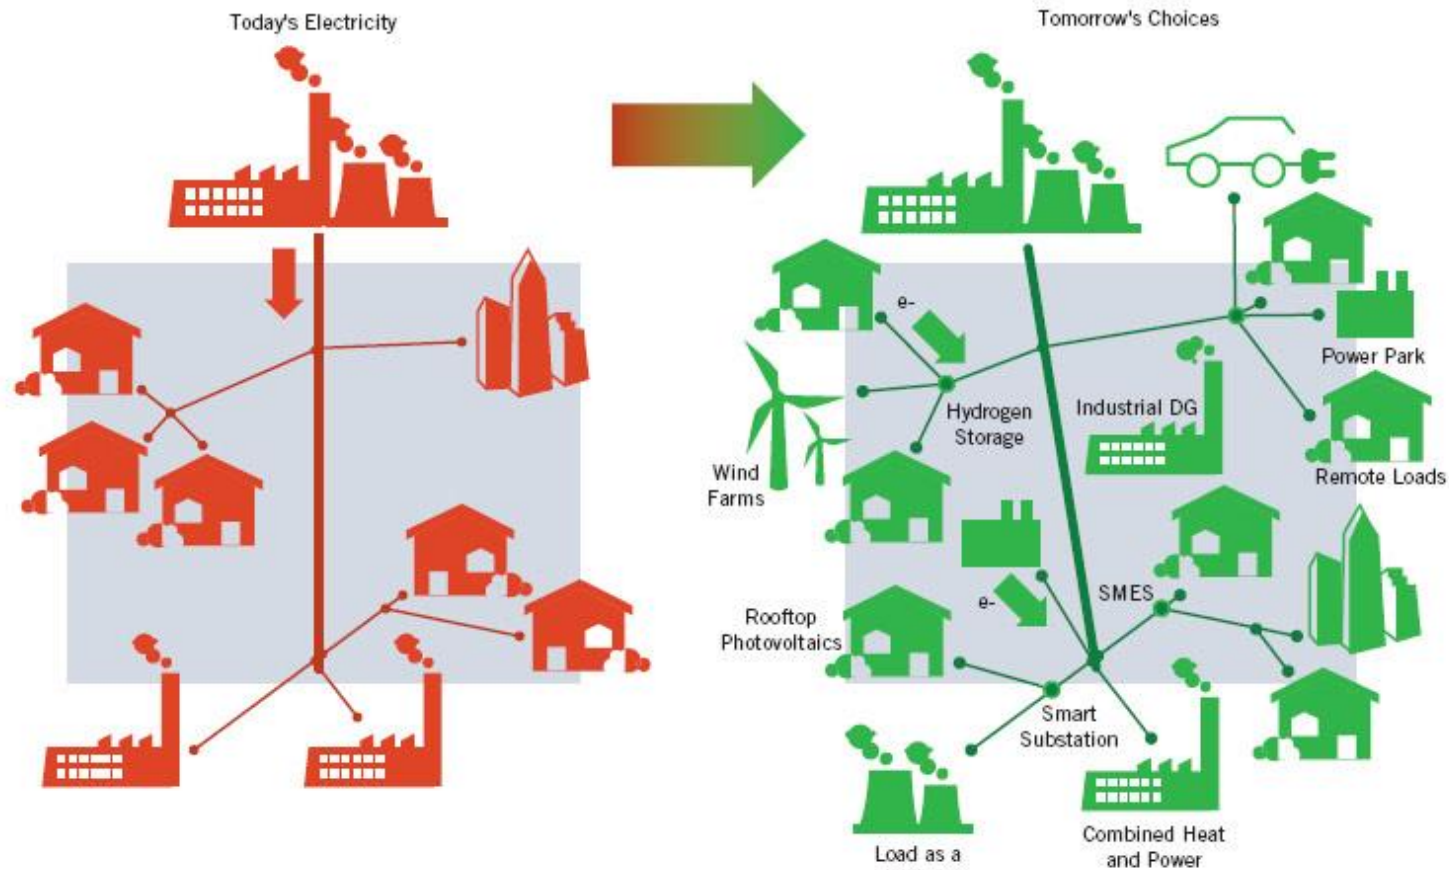 Today's Electricity
Tomorrow's Choices
e-
Power Park
Hydrogen
Storage
Industrial DG
Wind
Farms
Remote Loads
SMES
e-
Rooftop
Photovoltaics
Smart
Substation
Load as a
Combined Heat
and Power